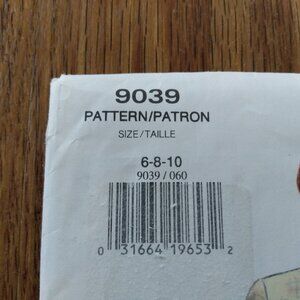 9039
PATTERN/PATRON
SIZE/TAILLE
6-8-10
9039 / 060
0 31664 19653 2